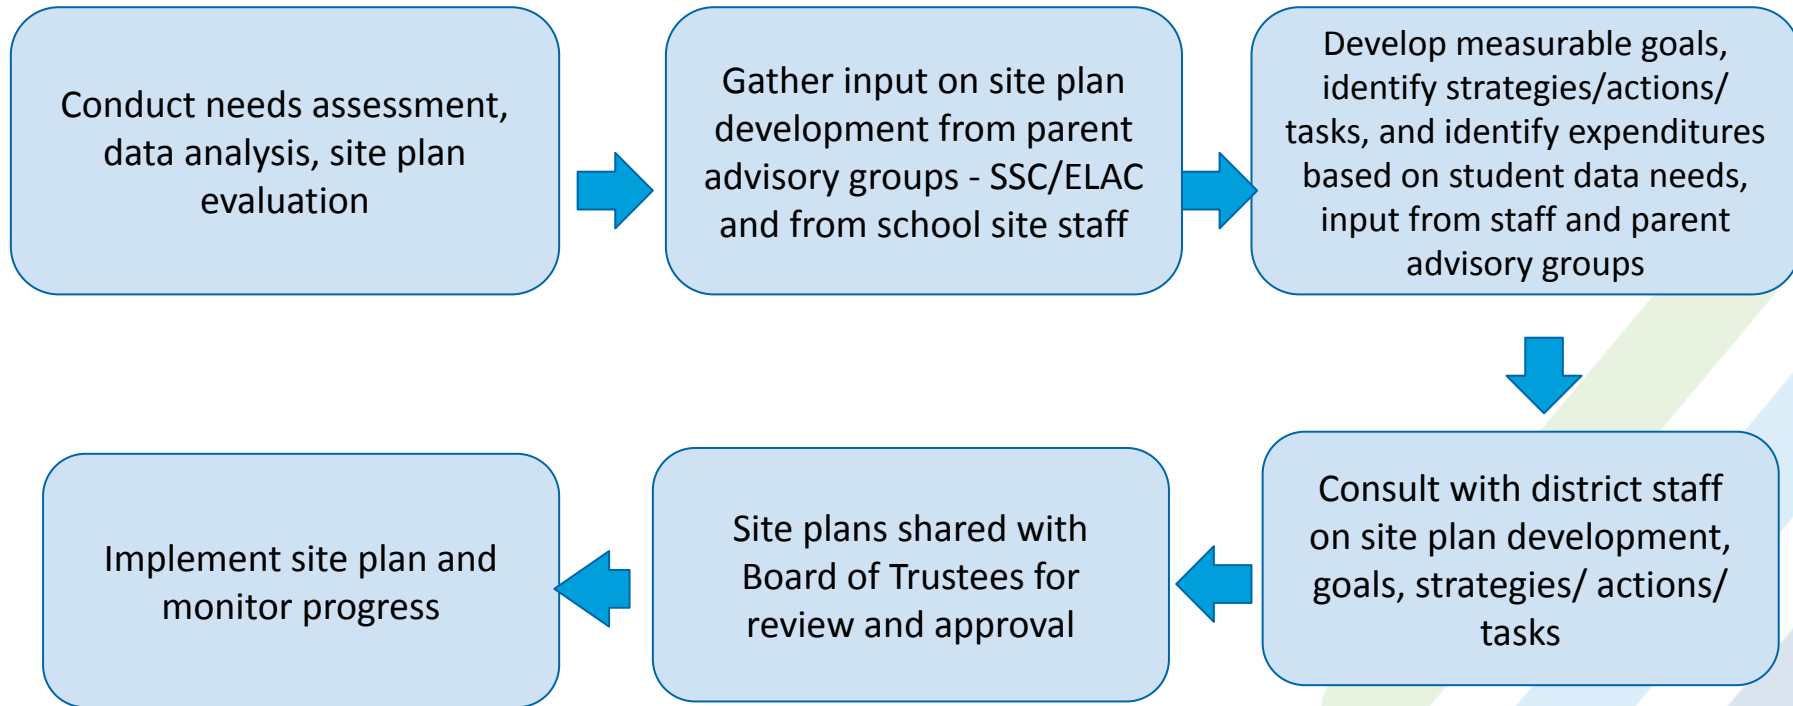 Conduct needs assessment,
data analysis, site plan
evaluation
Gather input on site plan
development from parent
advisory groups - SSC/ELAC
and from school site staff
Develop measurable goals,
identify strategies/actions/
tasks, and identify expenditures
based on student data needs,
input from staff and parent
advisory groups
Consult with district staff
on site plan development,
goals, strategies/ actions/
tasks
Site plans shared with
Board of Trustees for
review and approval
Implement site plan and
monitor progress